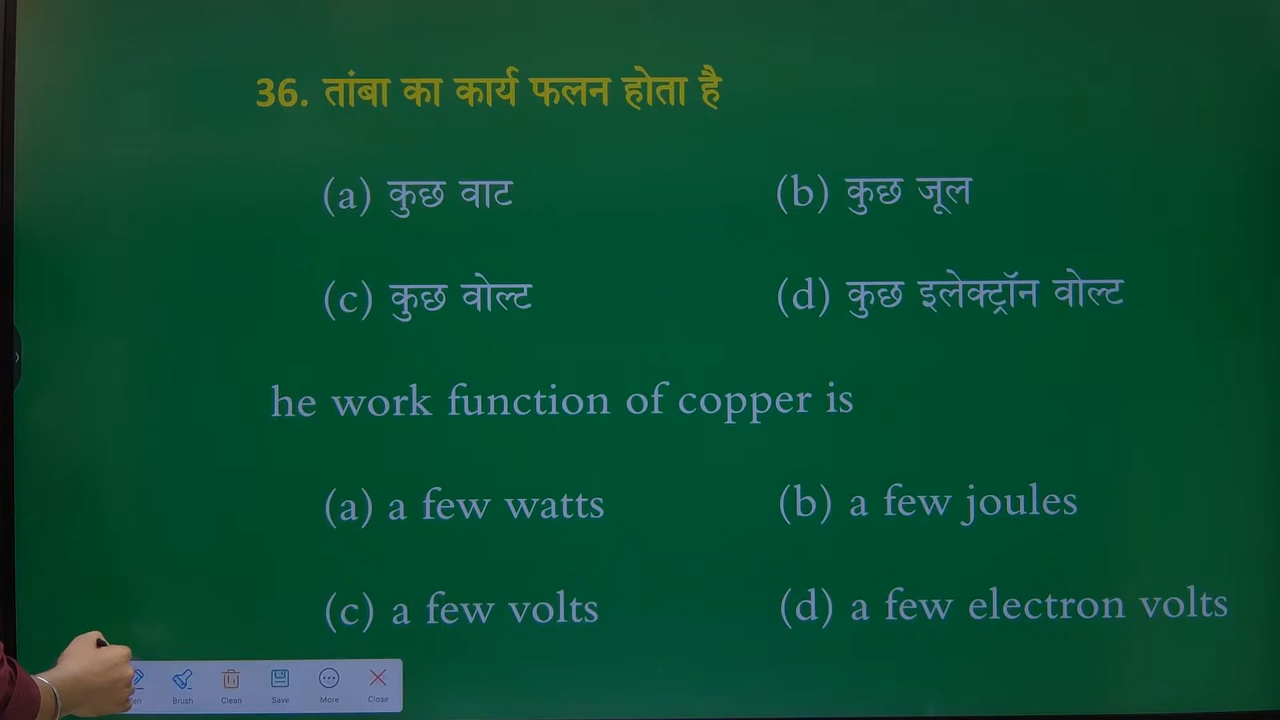 36. तांबा का कार्य फलन होता है
(a) कुछ वाट (b) कुछ जूल
(c) कुछ वोल्ट (d) कुछ इलेक्ट्रॉन वोल्ट
he work function of copper is
(a) a few watts (b) a few joules
(c) a few volts (d) a few electron volts
Brush Clean Save More Close